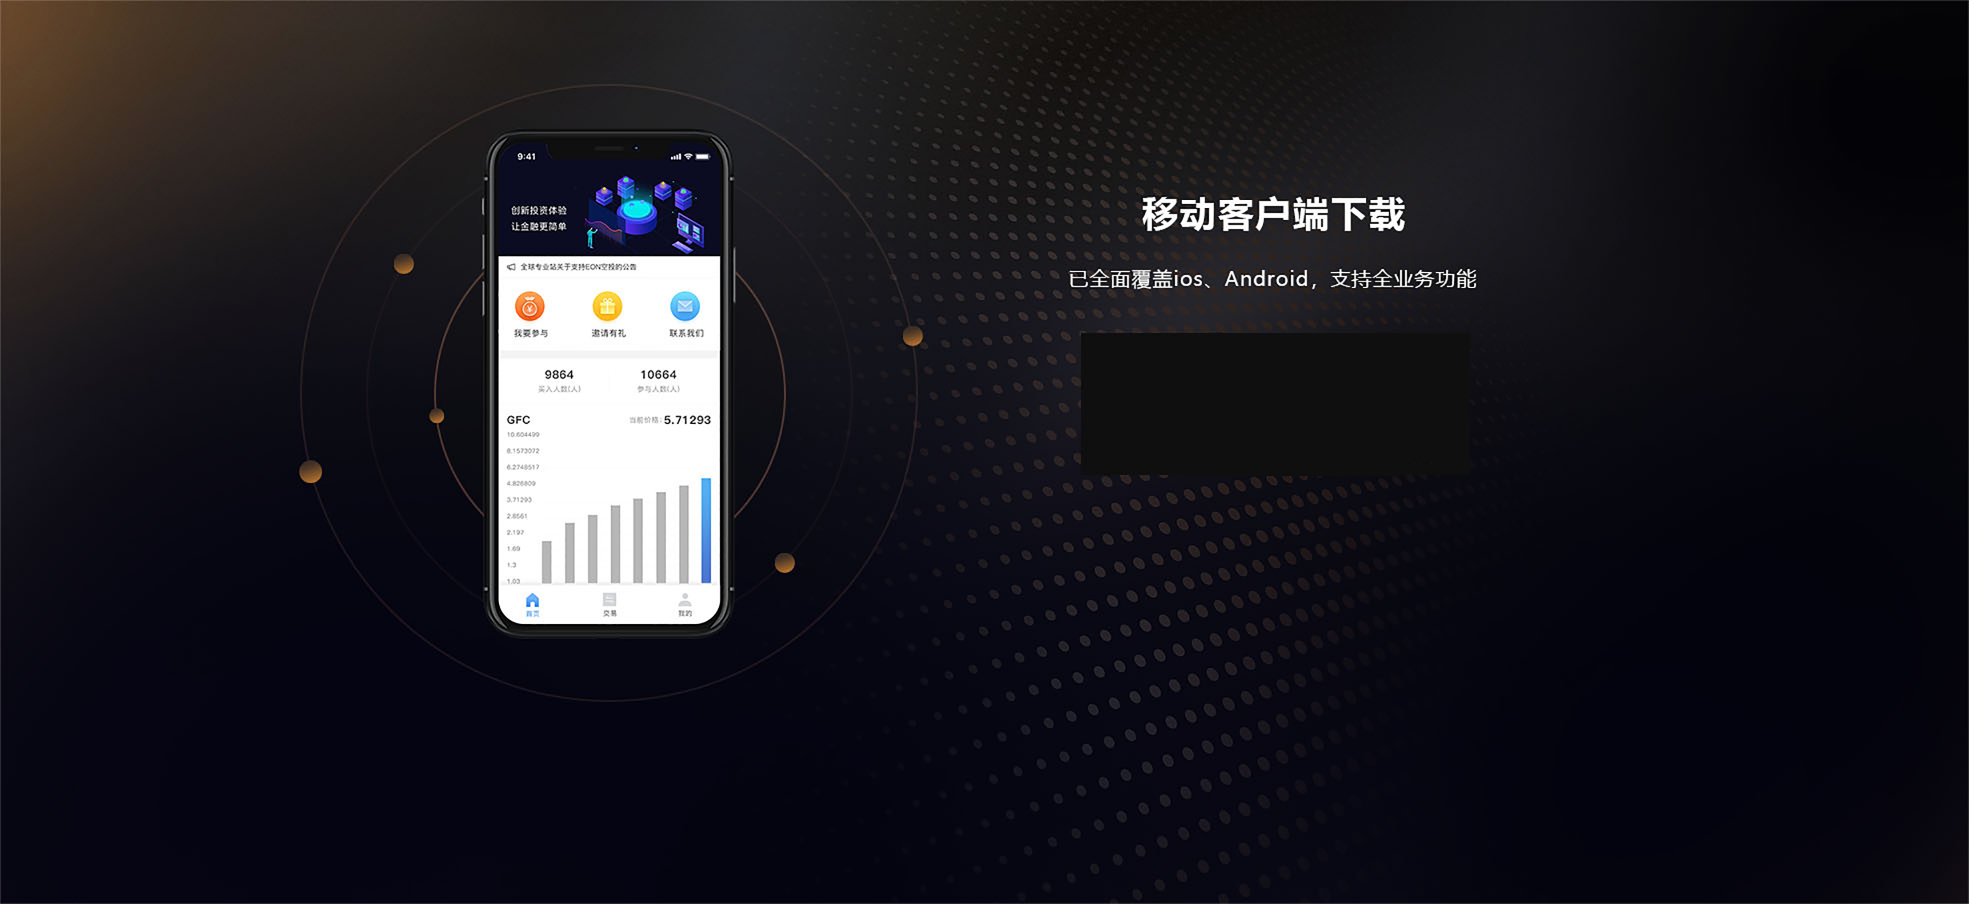 9:41
创新投资体验
让金融更简单
全球专业站关于支持EON空投的公告
我要参与
邀请有礼
联系我们
9864
10664
买入人数(人)
参与人数(人)
GFC
当前价格: 5.71293
10.604499
8.1573072
6.2748517
4.826809
3.71293
2.8561
2.197
1.69
1.3
1.03
首页
交易
我的
移动客户端下载
已全面覆盖ios、Android，支持全业务功能